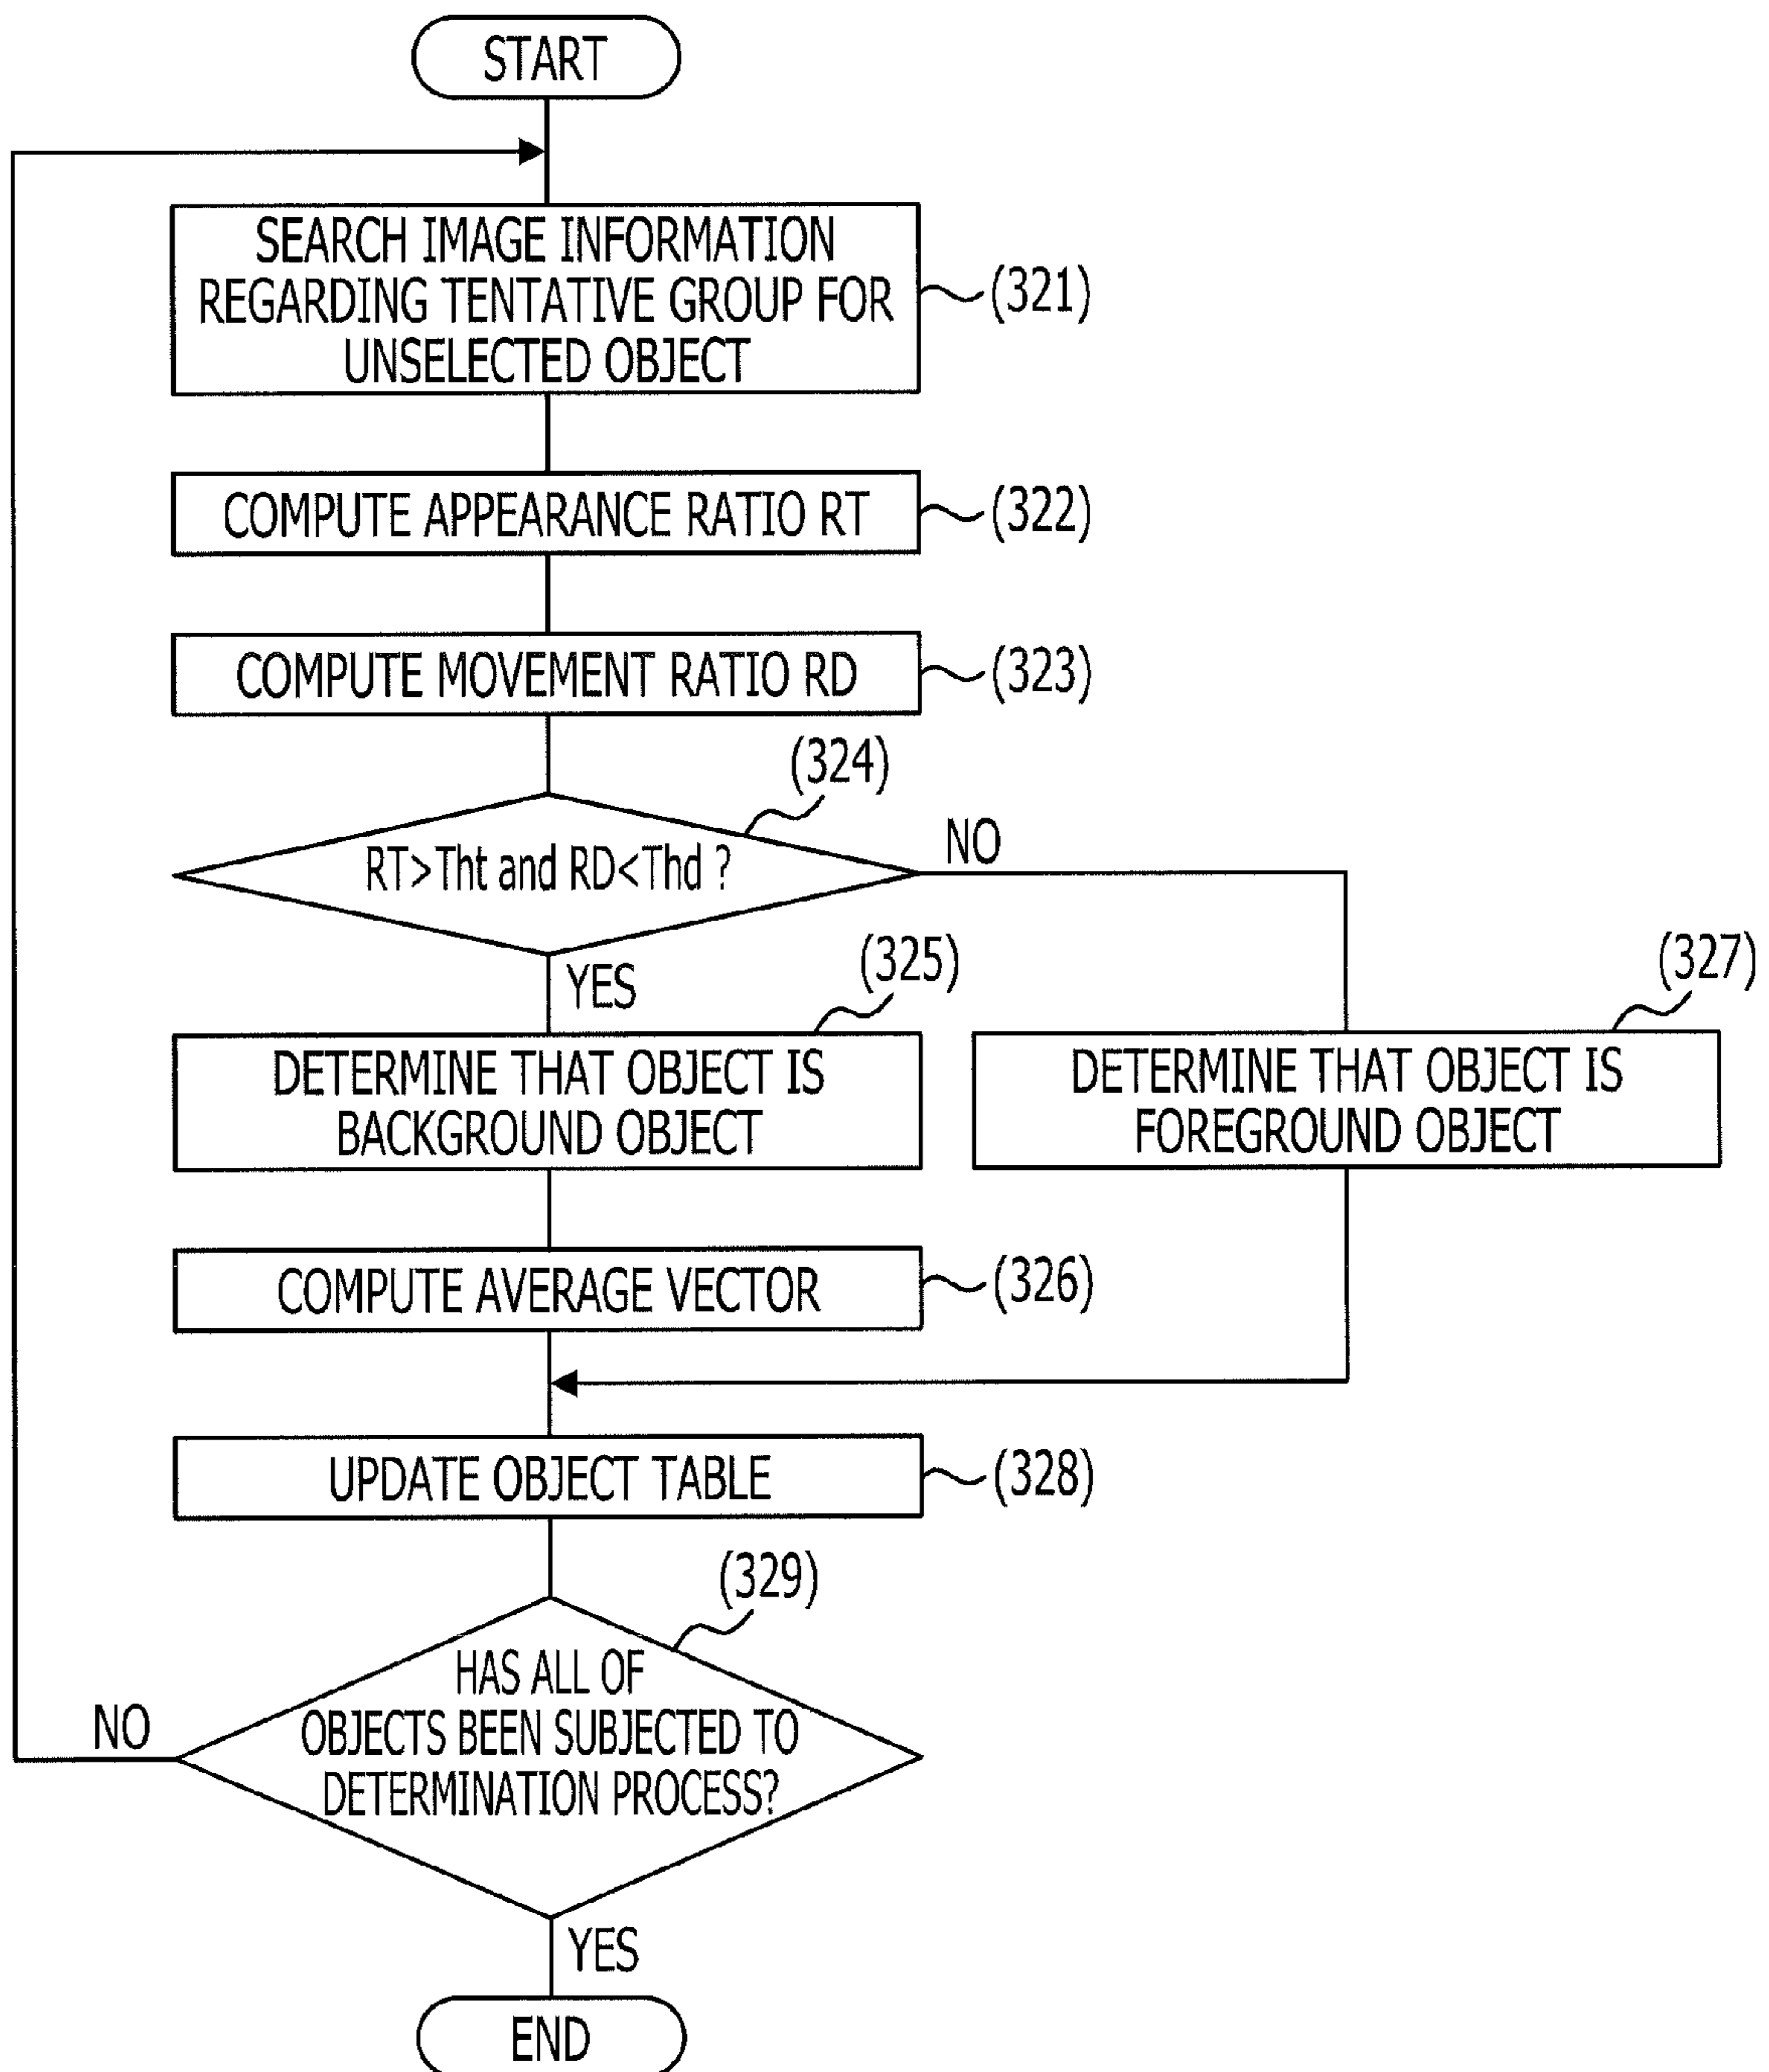 START
SEARCH IMAGE INFORMATION
REGARDING TENTATIVE GROUP FOR
UNSELECTED OBJECT
(321)
COMPUTE APPEARANCE RATIO RT
(322)
COMPUTE MOVEMENT RATIO RD
(323)
(324)
RT>Tht and RD<Thd ?
NO
YES
(325)
(327)
DETERMINE THAT OBJECT IS
BACKGROUND OBJECT
DETERMINE THAT OBJECT IS
FOREGROUND OBJECT
COMPUTE AVERAGE VECTOR
(326)
UPDATE OBJECT TABLE
(328)
(329)
HAS ALL OF
OBJECTS BEEN SUBJECTED TO
DETERMINATION PROCESS?
NO
YES
END